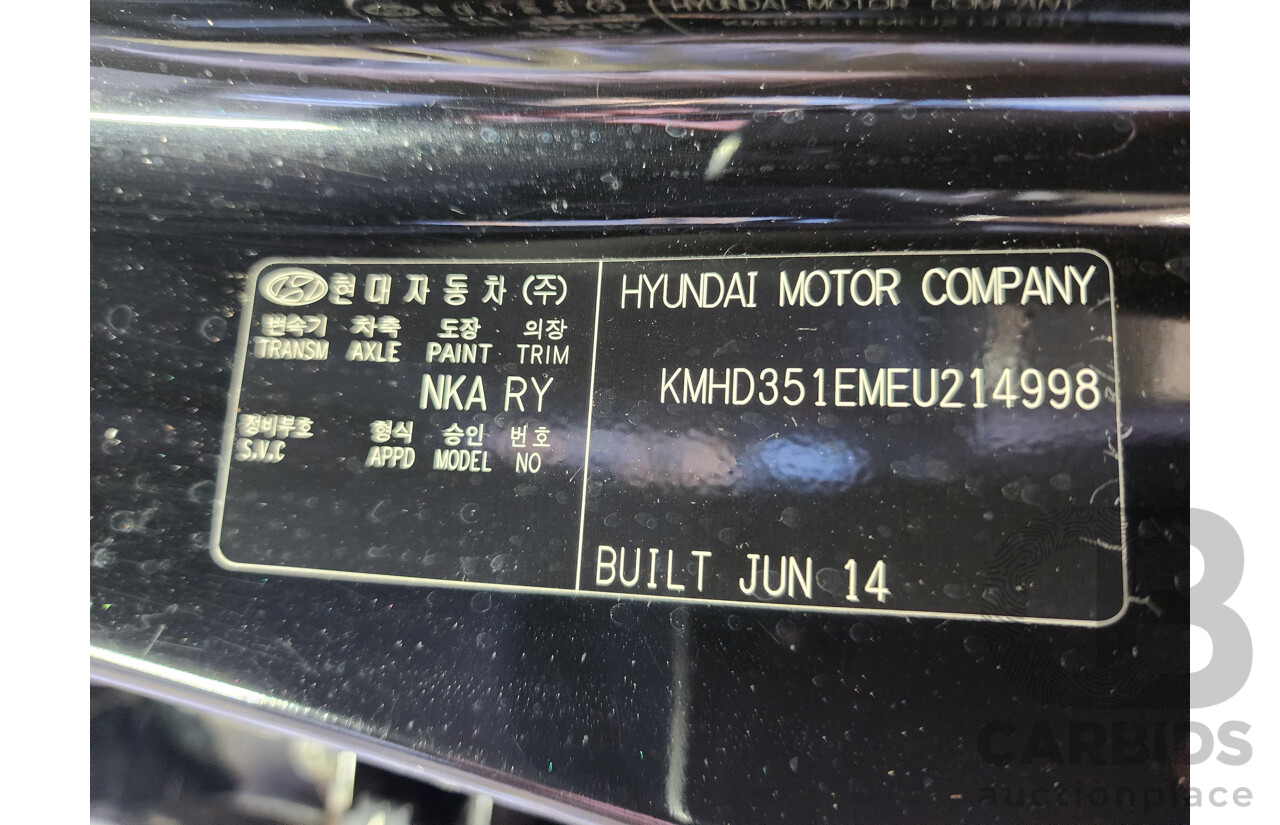 현대자동차(주)
변속기 차축 도장 의장
TRANSM AXLE PAINT TRIM
NKA RY
정비부호 형식 승인 번호
S.V.C APPD MODEL NO
HYUNDAI MOTOR COMPANY
KMHD351EMEU214998
BUILT JUN 14
CARBIDS
auctionplace